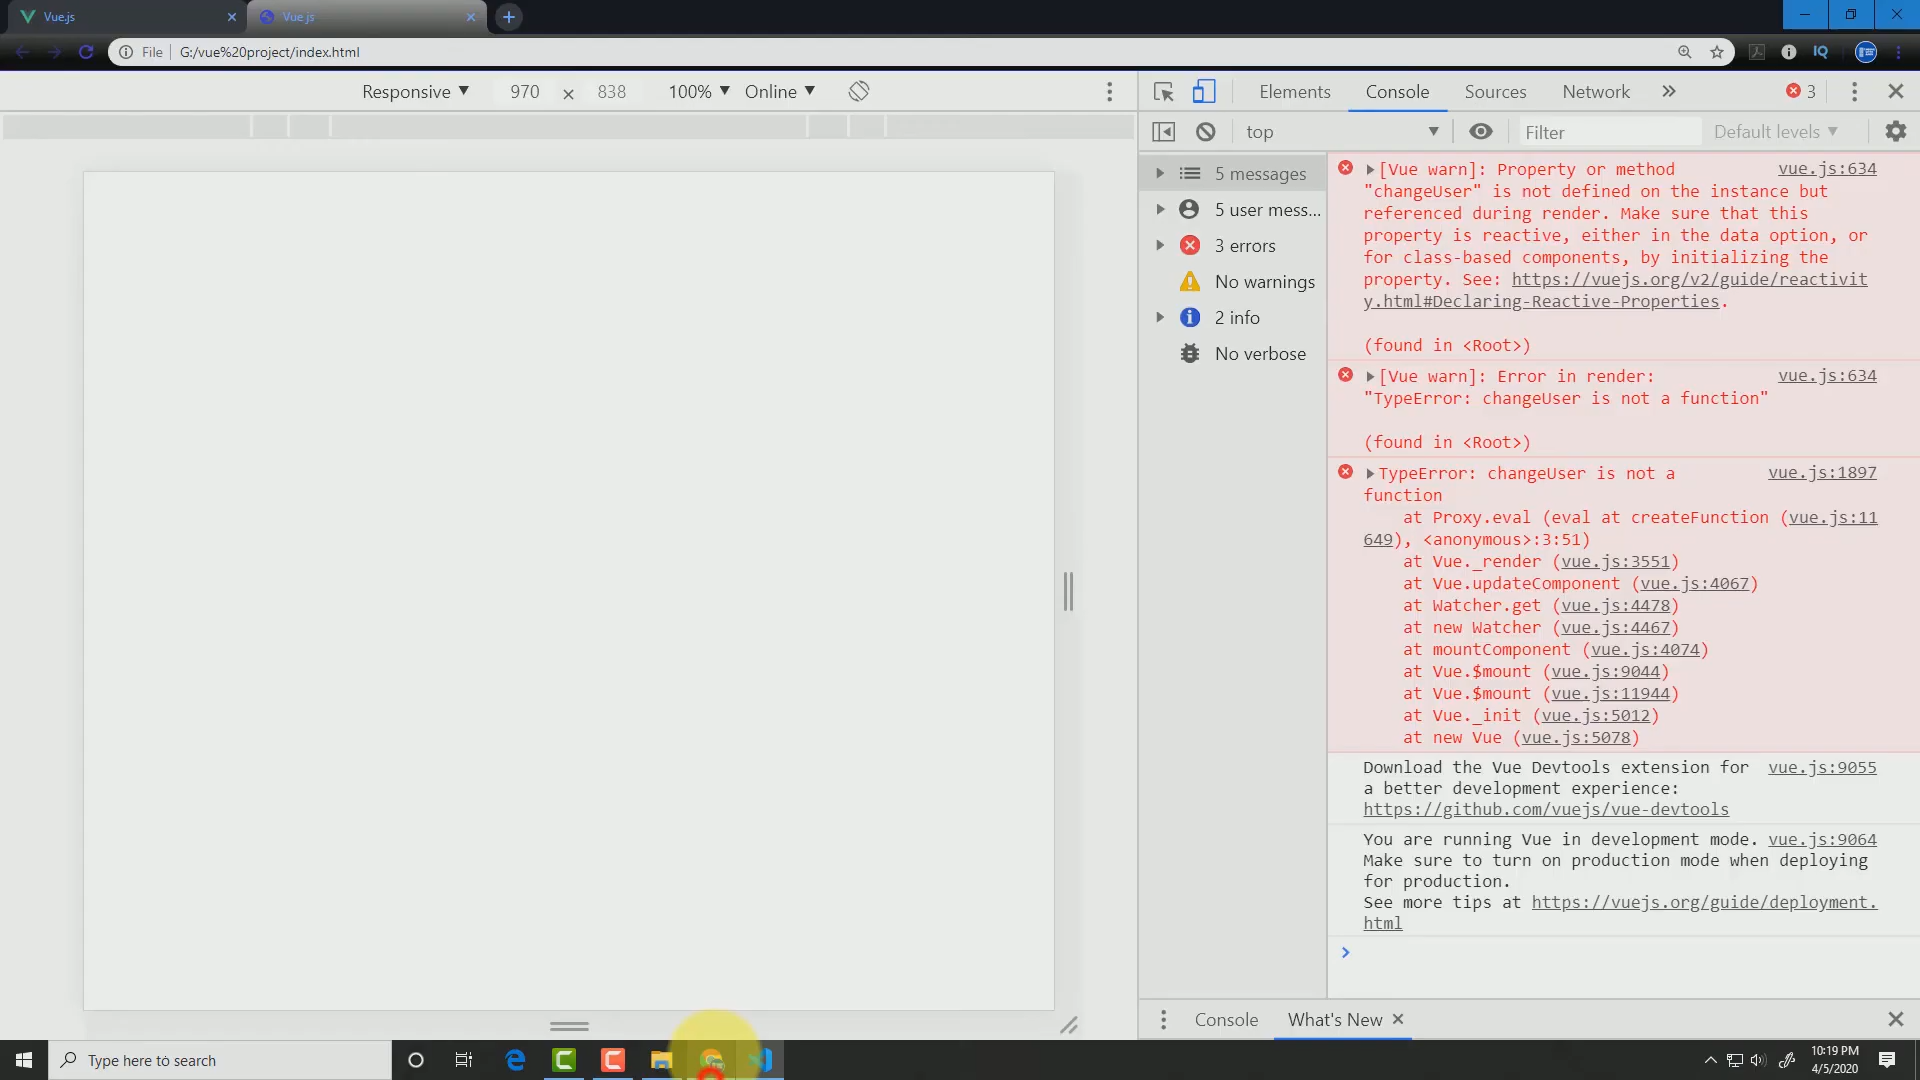 Vue.js
Vue js
File G:/vue%20project/index.html
IQ
Responsive ▼ 970 × 838 100% ▼ Online ▼
Elements Console Sources Network » 3
top ▼ Filter Default levels ▼
5 messages
5 user mess...
3 errors
No warnings
2 info
No verbose
[Vue warn]: Property or method vue.js:634
"changeUser" is not defined on the instance but
referenced during render. Make sure that this
property is reactive, either in the data option, or
for class-based components, by initializing the
property. See: https://vuejs.org/v2/guide/reactivit
y.html#Declaring-Reactive-Properties.
(found in <Root>)
[Vue warn]: Error in render: vue.js:634
"TypeError: changeUser is not a function"
(found in <Root>)
TypeError: changeUser is not a vue.js:1897
function
at Proxy.eval (eval at createFunction (vue.js:11
649), <anonymous>:3:51)
at Vue._render (vue.js:3551)
at Vue.updateComponent (vue.js:4067)
at Watcher.get (vue.js:4478)
at new Watcher (vue.js:4467)
at mountComponent (vue.js:4074)
at Vue.$mount (vue.js:9044)
at Vue.$mount (vue.js:11944)
at Vue._init (vue.js:5012)
at new Vue (vue.js:5078)
Download the Vue Devtools extension for vue.js:9055
a better development experience:
https://github.com/vuejs/vue-devtools
You are running Vue in development mode. vue.js:9064
Make sure to turn on production mode when deploying
for production.
See more tips at https://vuejs.org/guide/deployment.
html
>
Console What's New ×
Type here to search
10:19 PM
4/5/2020